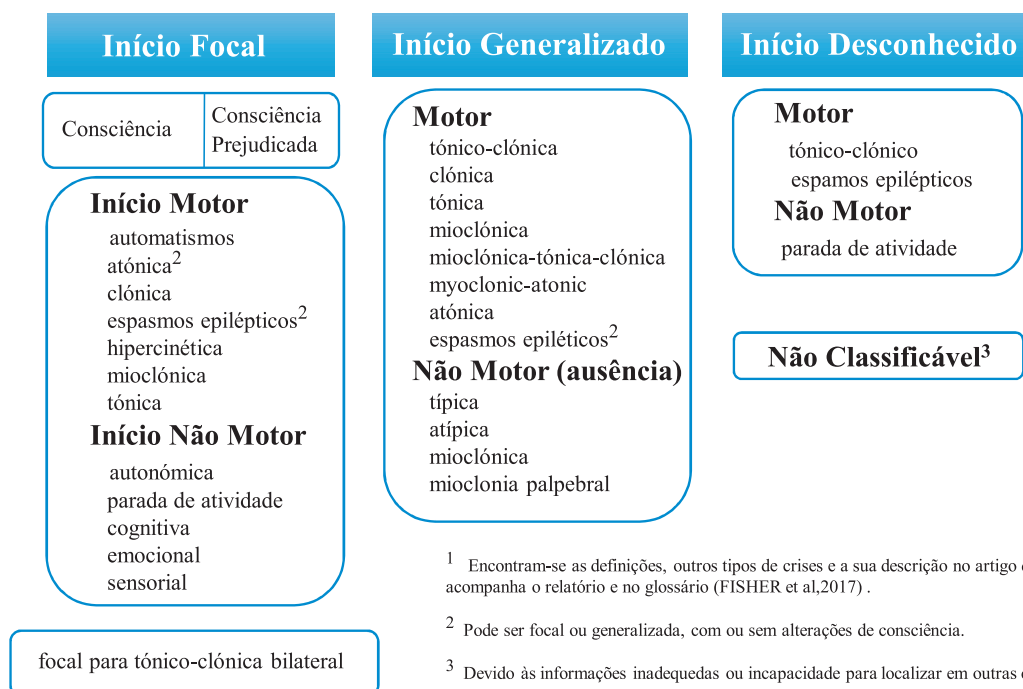 Início Focal
Consciência
Consciência
Prejudicada
Início Motor
automatismos
atónica2
clónica
espasmos epilépticos2
hipercinética
mioclónica
tónica
Início Não Motor
autonómica
parada de atividade
cognitiva
emocional
sensorial
focal para tónico-clónica bilateral
Início Generalizado
Motor
tónico-clónica
clónica
tónica
mioclónica
mioclónica-tónica-clónica
myoclonic-atonic
atónica
espasmos epiléticos2
Não Motor (ausência)
típica
atípica
mioclónica
mioclonia palpebral
Início Desconhecido
Motor
tónico-clónico
espamos epilépticos
Não Motor
parada de atividade
Não Classificável3
1 Encontram-se as definições, outros tipos de crises e a sua descrição no artigo
acompanha o relatório e no glossário (FISHER et al,2017) .
2 Pode ser focal ou generalizada, com ou sem alterações de consciência.
3 Devido às informações inadequedas ou incapacidade para localizar em outras